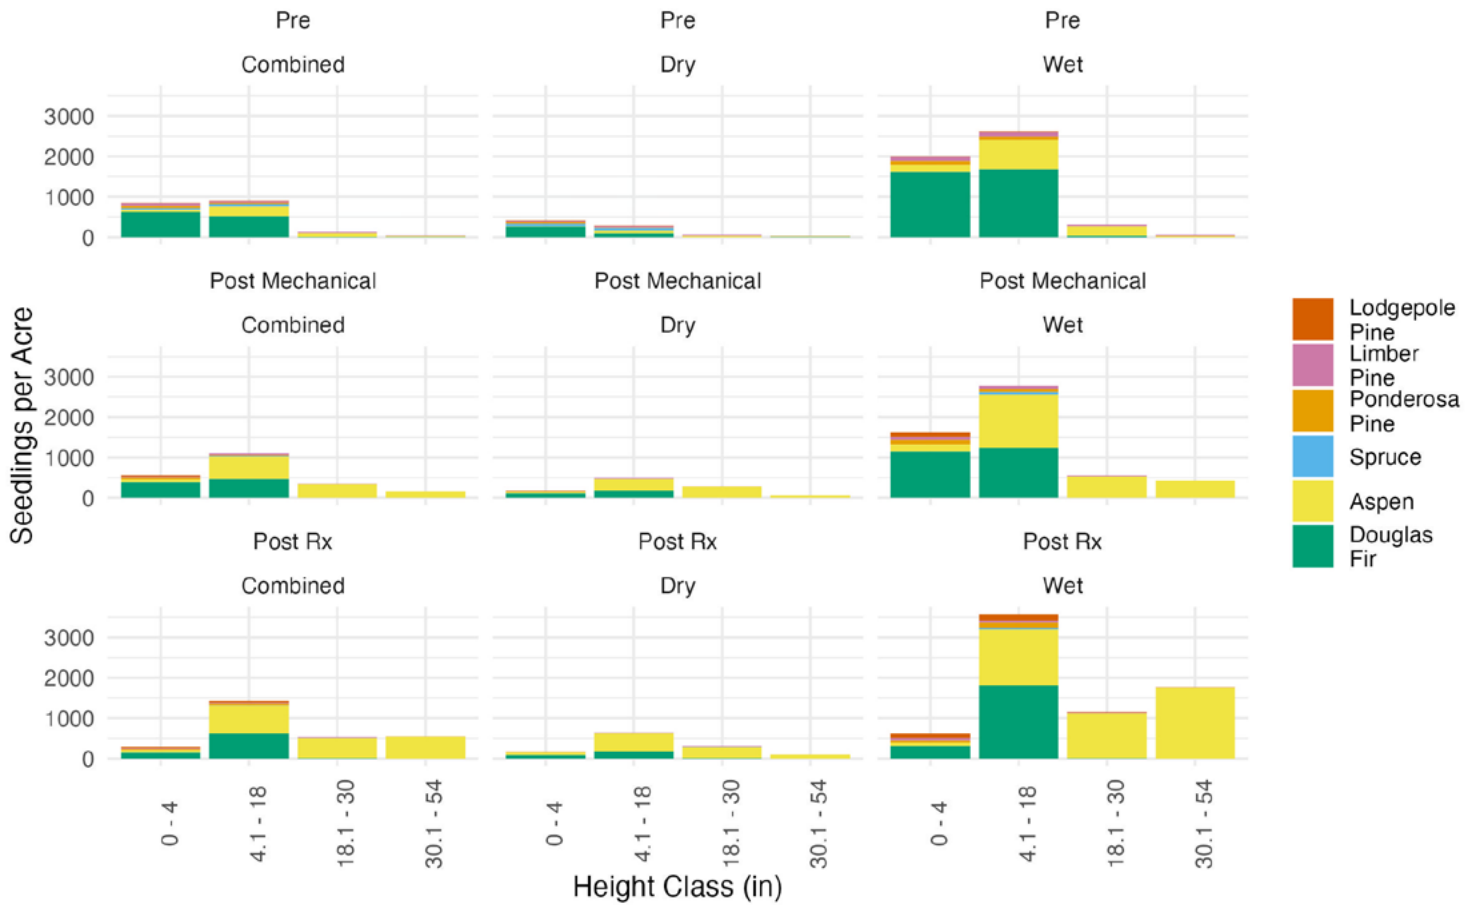 Pre
Pre
Pre
Combined
Dry
Wet
3000
2000
1000
0
Post Mechanical
Post Mechanical
Post Mechanical
Combined
Dry
Wet
3000
2000
1000
0
Post Rx
Post Rx
Post Rx
Combined
Dry
Wet
3000
2000
1000
0
0 - 4
4.1 - 18
18.1 - 30
30.1 - 54
0 - 4
4.1 - 18
18.1 - 30
30.1 - 54
0 - 4
4.1 - 18
18.1 - 30
30.1 - 54
Height Class (in)
Seedlings per Acre
Lodgepole
Pine
Limber
Pine
Ponderosa
Pine
Spruce
Aspen
Douglas
Fir